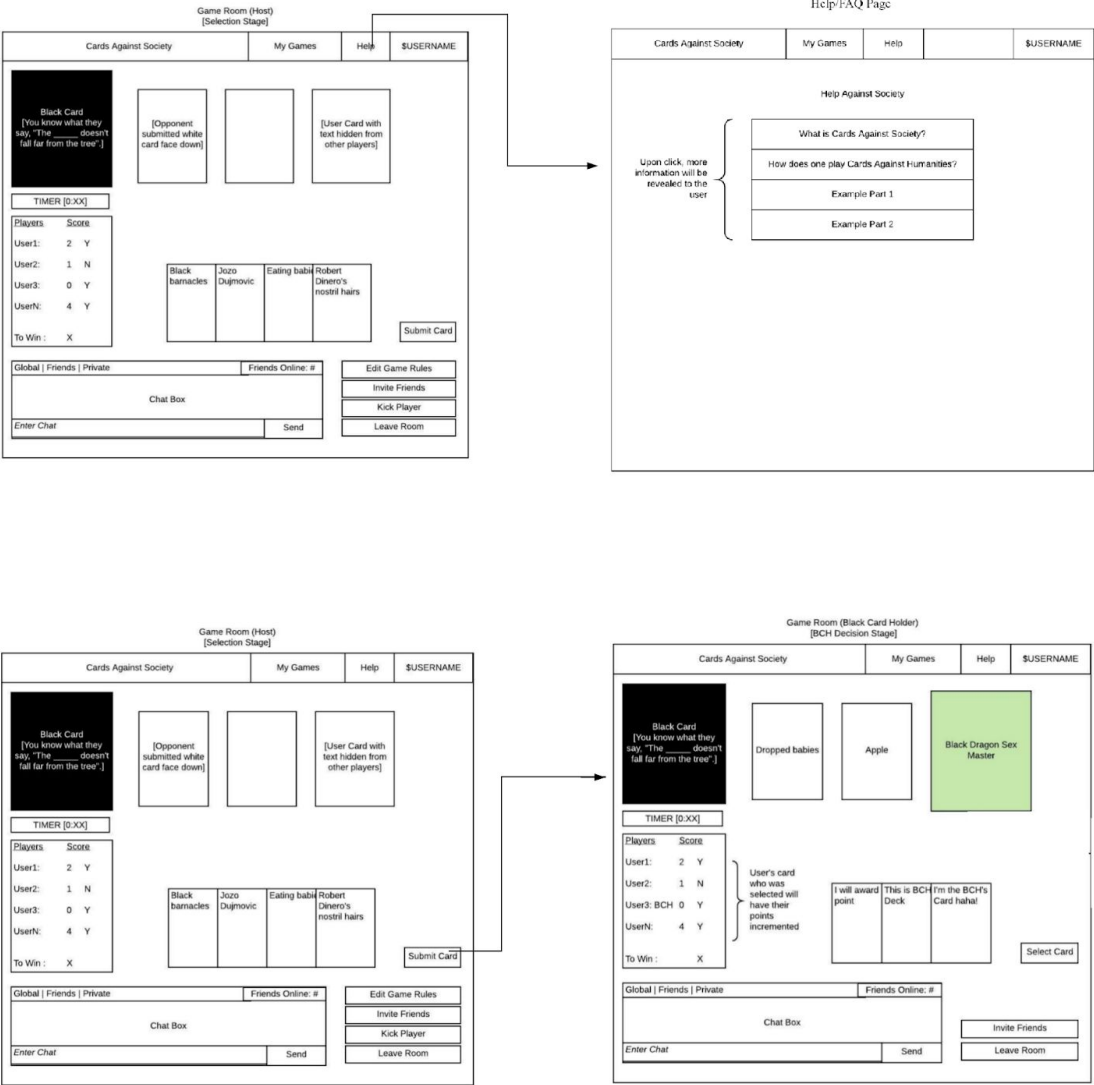 Game Room (Host)
[Selection Stage]
Cards Against Society
My Games
Help
$USERNAME
Black Card
[You know what they
say, "The _____ doesn't
fall far from the tree".]
[Opponent
submitted white
card face down]
[User Card with
text hidden from
other players]
TIMER [0:XX]
Players Score
User1: 2 Y
User2: 1 N
User3: 0 Y
UserN: 4 Y
To Win : X
Black
barnacles
Jozo
Dujmovic
Eating babi
Robert
Dinero's
nostril hairs
Submit Card
Global | Friends | Private
Friends Online: #
Chat Box
Enter Chat
Send
Edit Game Rules
Invite Friends
Kick Player
Leave Room
Help/FAQ Page
Cards Against Society
My Games
Help
$USERNAME
Help Against Society
Upon click, more
information will be
revealed to the
user
What is Cards Against Society?
How does one play Cards Against Humanities?
Example Part 1
Example Part 2
Game Room (Host)
[Selection Stage]
Cards Against Society
My Games
Help
$USERNAME
Black Card
[You know what they
say, "The _____ doesn't
fall far from the tree".]
[Opponent
submitted white
card face down]
[User Card with
text hidden from
other players]
TIMER [0:XX]
Players Score
User1: 2 Y
User2: 1 N
User3: 0 Y
UserN: 4 Y
To Win : X
Black
barnacles
Jozo
Dujmovic
Eating babi
Robert
Dinero's
nostril hairs
Submit Card
Global | Friends | Private
Friends Online: #
Chat Box
Enter Chat
Send
Edit Game Rules
Invite Friends
Kick Player
Leave Room
Game Room (Black Card Holder)
[BCH Decision Stage]
Cards Against Society
My Games
Help
$USERNAME
Black Card
[You know what they
say, "The _____ doesn't
fall far from the tree".]
Dropped babies
Apple
Black Dragon Sex
Master
TIMER [0:XX]
Players Score
User1: 2 Y
User2: 1 N
User3: BCH 0 Y
UserN: 4 Y
To Win : X
User's card
who was
selected will
have their
points
incremented
I will award
point
This is BCH
Deck
I'm the BCH's
Card haha!
Select Card
Global | Friends | Private
Friends Online: #
Chat Box
Enter Chat
Send
Invite Friends
Leave Room